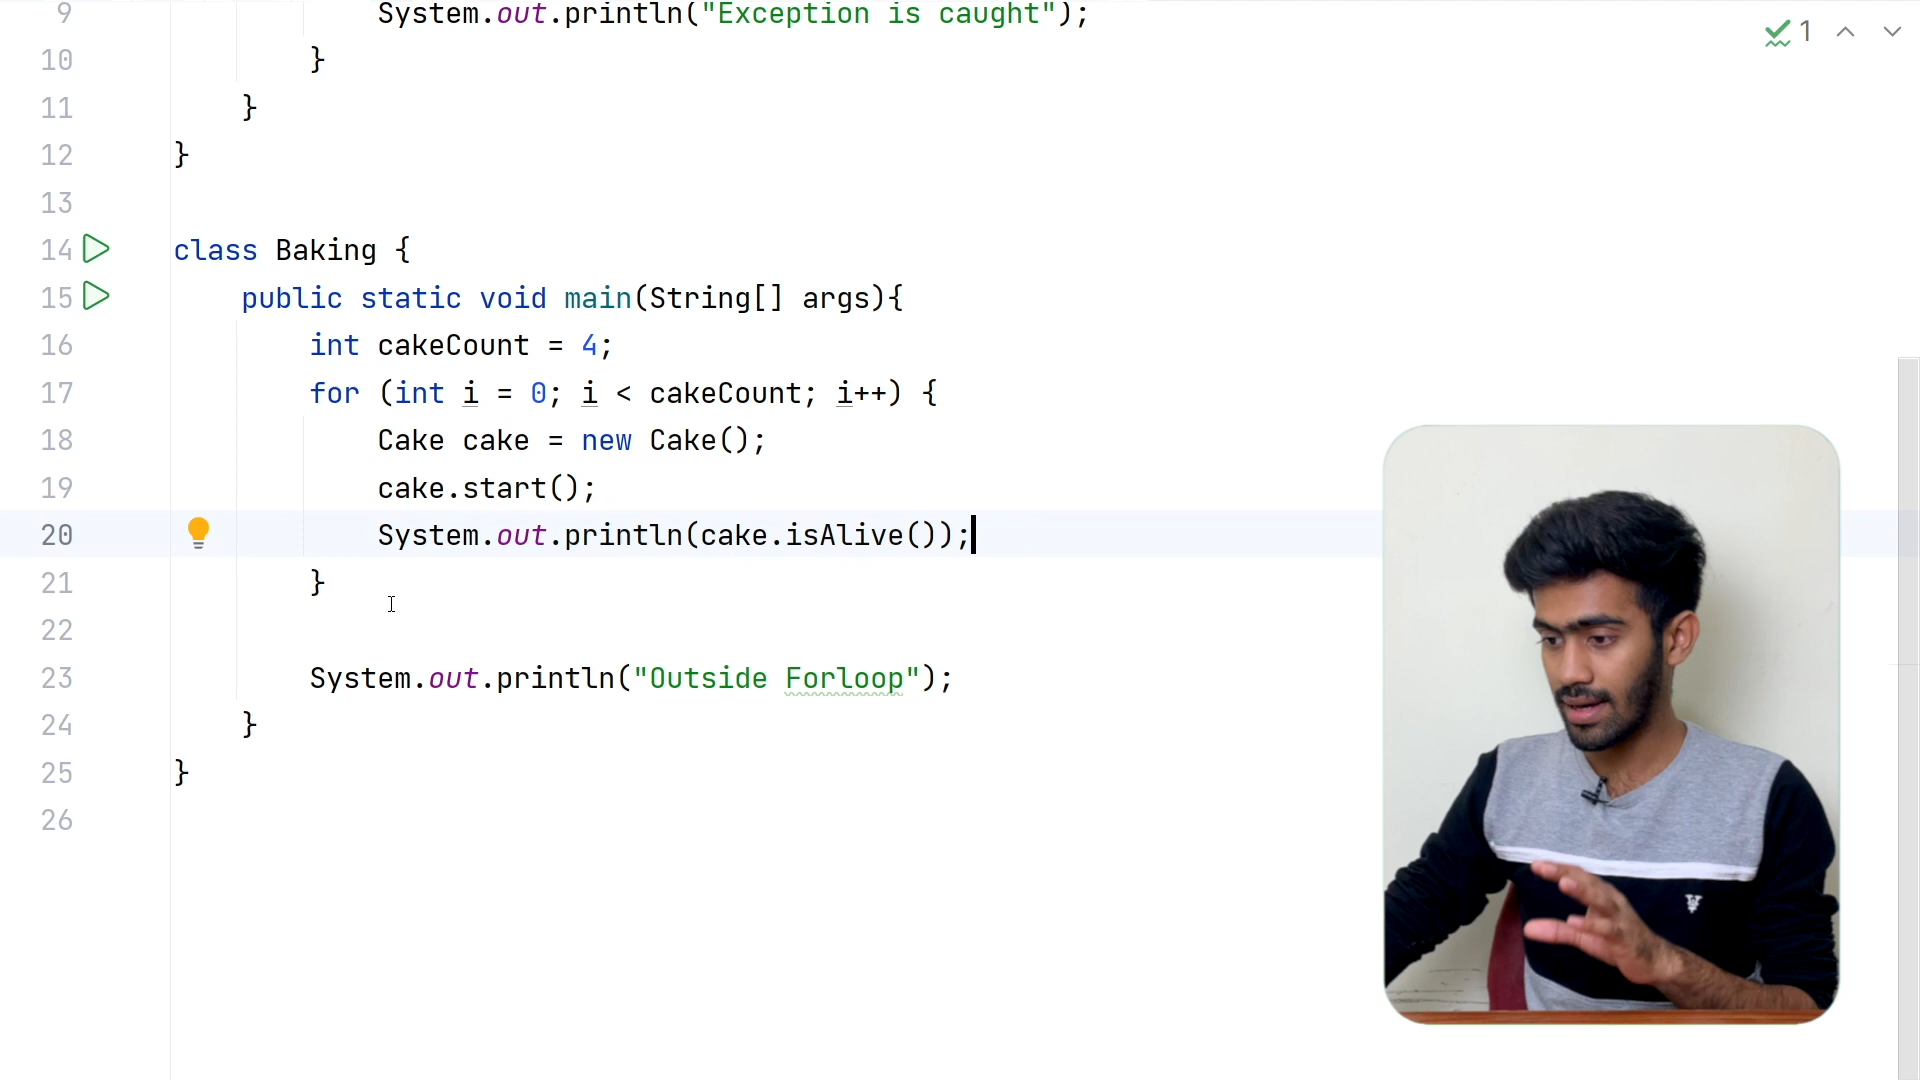 9 System.out.println("Exception is caught");
1
10 }
11 }
12 }
13
14 class Baking {
15 public static void main(String[] args){
16 int cakeCount = 4;
17 for (int i = 0; i < cakeCount; i++) {
18 Cake cake = new Cake();
19 cake.start();
20 System.out.println(cake.isAlive());
21 }
22
23 System.out.println("Outside Forloop");
24 }
25 }
26